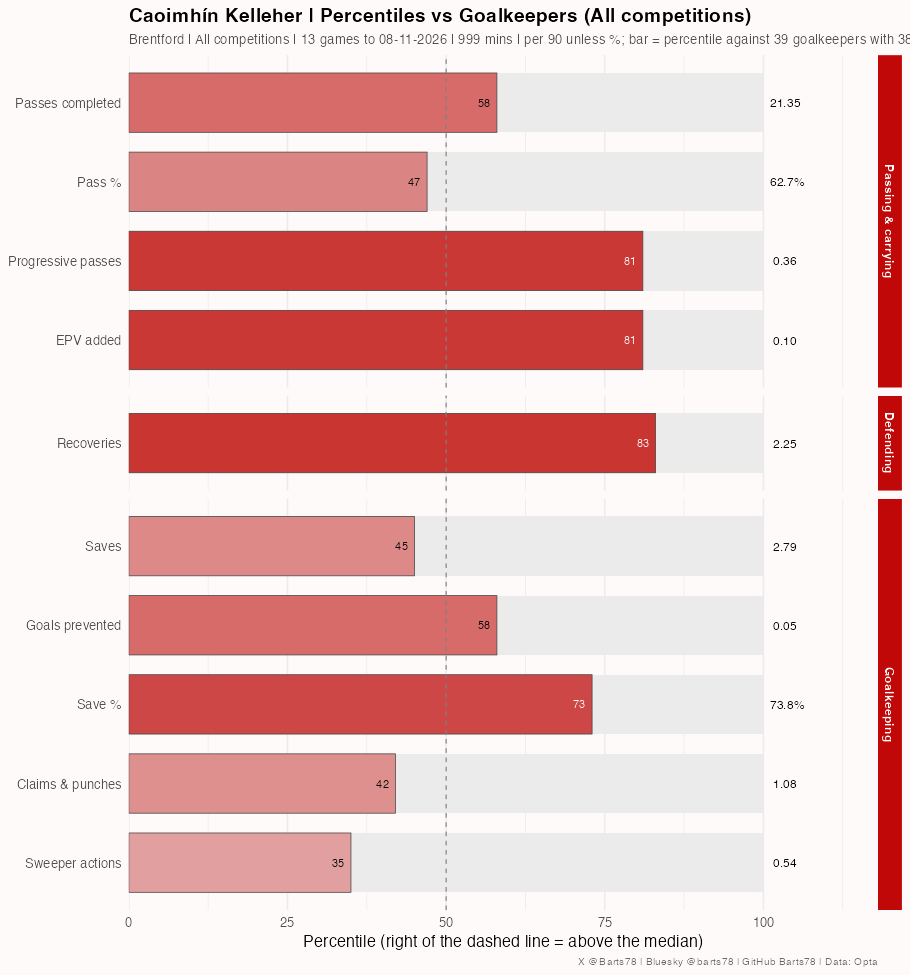 Caoimhín Kelleher | Percentiles vs Goalkeepers (All competitions)
Brentford | All competitions | 13 games to 08-11-2026 | 999 mins | per 90 unless %; bar = percentile against 39 goalkeepers with 38
Passes completed 58 21.35
Pass % 47 62.7%
Progressive passes 81 0.36
EPV added 81 0.10
Passing & carrying
Recoveries 83 2.25
Defending
Saves 45 2.79
Goals prevented 58 0.05
Save % 73 73.8%
Claims & punches 42 1.08
Sweeper actions 35 0.54
Goalkeeping
0 25 50 75 100
Percentile (right of the dashed line = above the median)
X @Barts78 | Bluesky @barts78 | GitHub Barts78 | Data: Opta